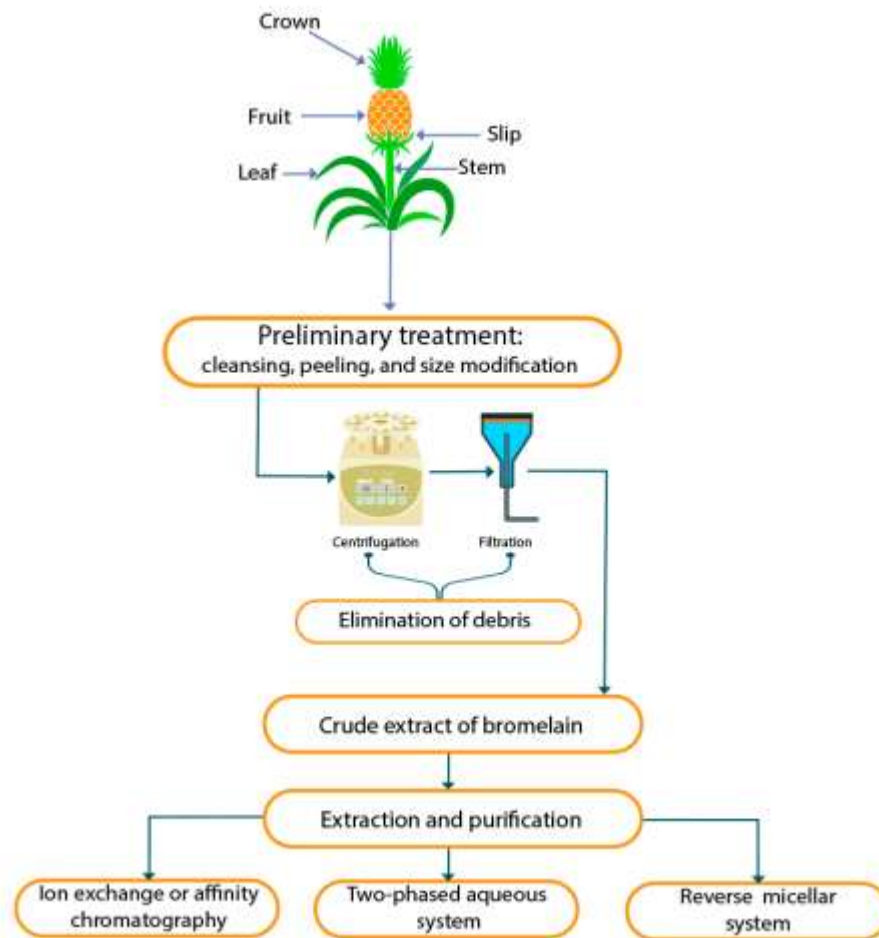 Crown
Fruit
Slip
Leaf
Stem
Preliminary treatment:
cleansing, peeling, and size modification
Centrifugation
Filtration
Elimination of debris
Crude extract of bromelain
Extraction and purification
Ion exchange or affinity
chromatography
Two-phased aqueous
system
Reverse micellar
system